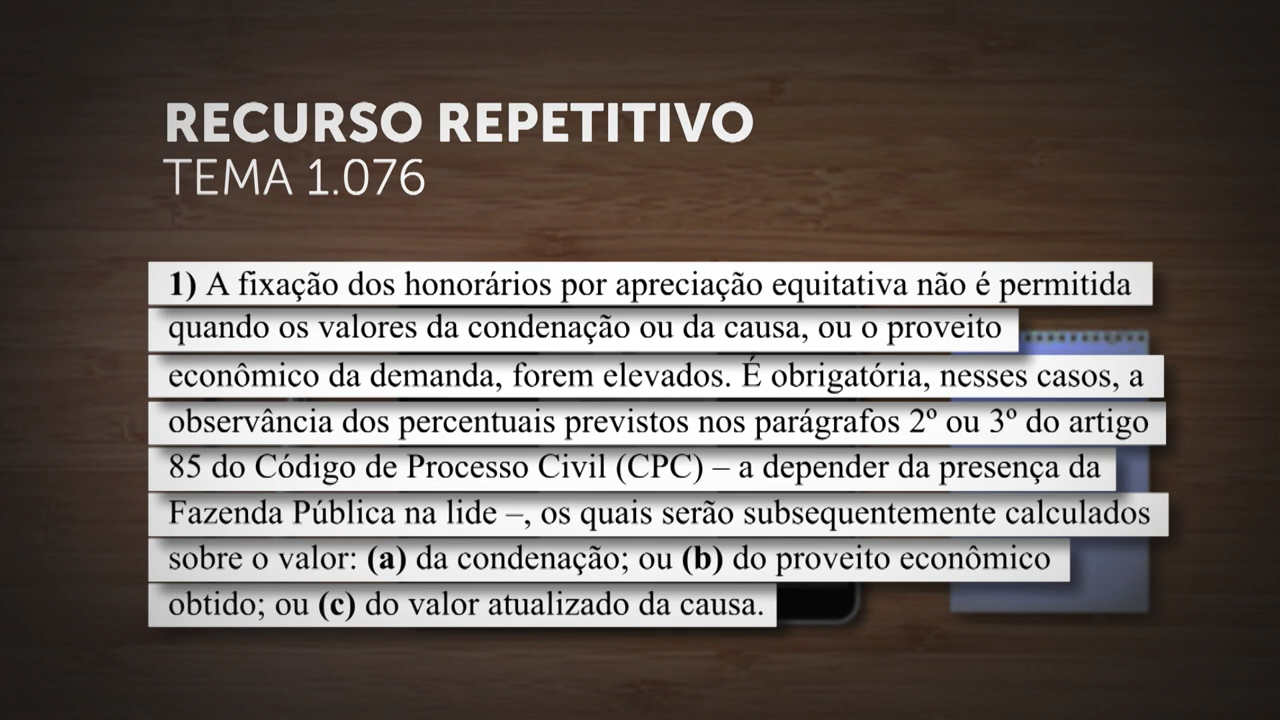 RECURSO REPETITIVO
TEMA 1.076
1) A fixação dos honorários por apreciação equitativa não é permitida
quando os valores da condenação ou da causa, ou o proveito
econômico da demanda, forem elevados. É obrigatória, nesses casos, a
observância dos percentuais previstos nos parágrafos 2º ou 3º do artigo
85 do Código de Processo Civil (CPC) – a depender da presença da
Fazenda Pública na lide –, os quais serão subsequentemente calculados
sobre o valor: (a) da condenação; ou (b) do proveito econômico
obtido; ou (c) do valor atualizado da causa.